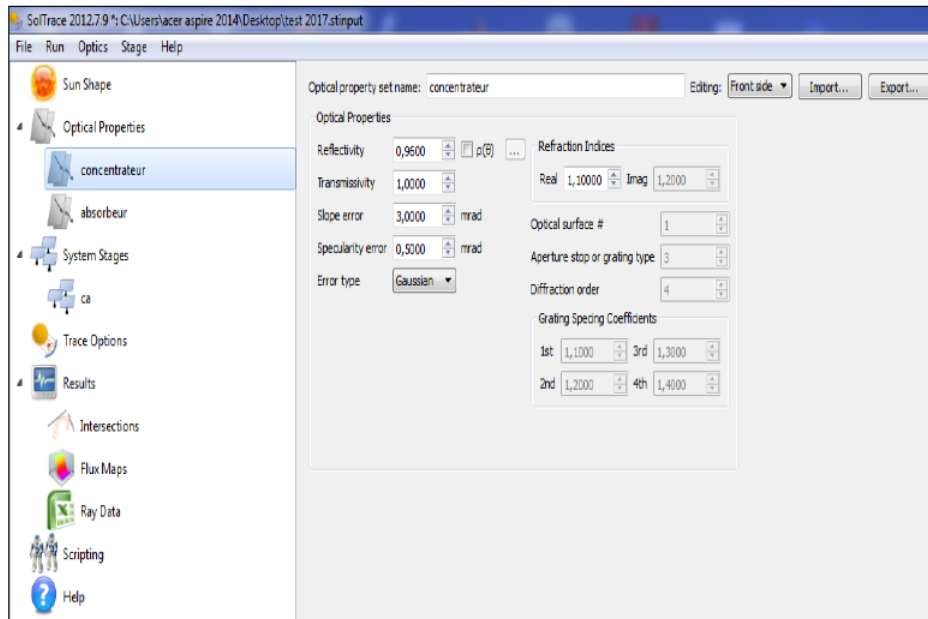 SolTrace 2012.7.9 *: C:\Users\acer aspire 2014\Desktop\test 2017.stinput
File Run Optics Stage Help
Sun Shape
Optical Properties
concentrateur
absorbeur
System Stages
ca
Trace Options
Results
Intersections
Flux Maps
Ray Data
Scripting
Help
Optical property set name: concentrateur Editing: Front side Import... Export...
Optical Properties
Reflectivity 0,9600 ρ(θ) ...
Transmissivity 1,0000
Slope error 3,0000 mrad
Specularity error 0,5000 mrad
Error type Gaussian
Refraction Indices
Real 1,10000 Imag 1,2000
Optical surface # 1
Aperture stop or grating type 3
Diffraction order 4
Grating Specing Coefficients
1st 1,1000 3rd 1,3000
2nd 1,2000 4th 1,4000